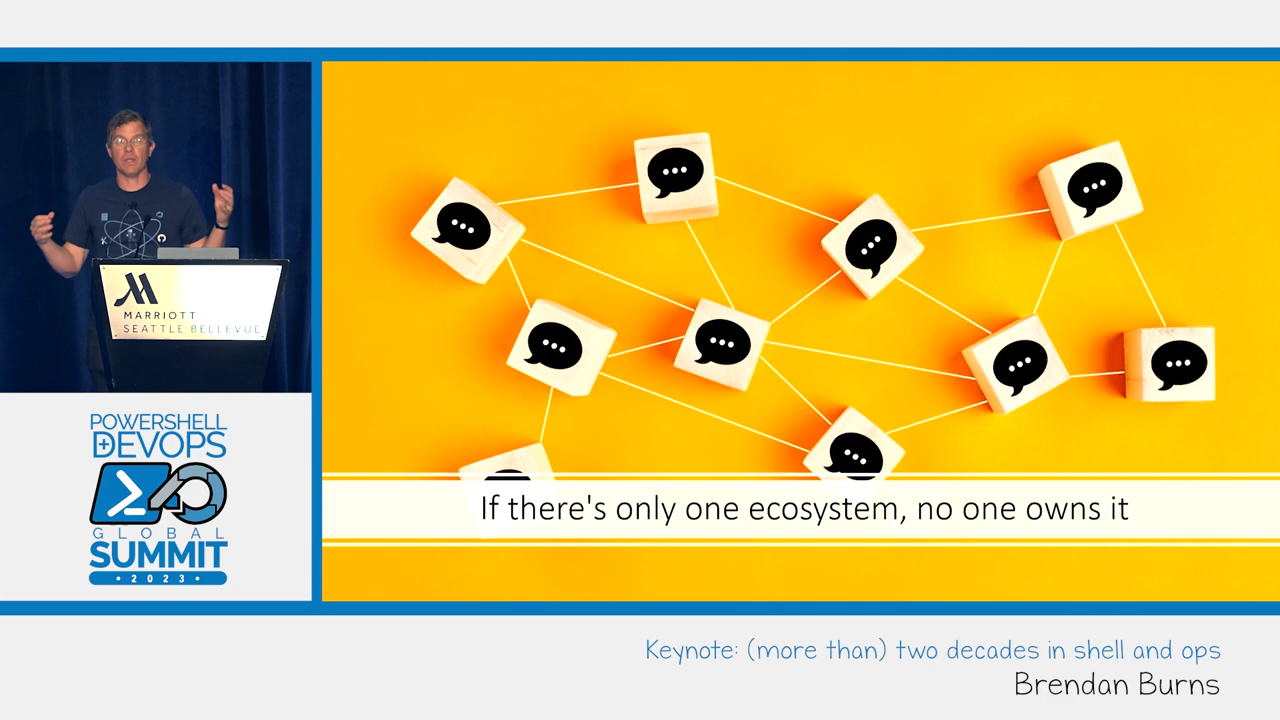 MARRIOTT
SEATTLE BELLEVUE
POWERSHELL
+DEVOPS
GLOBAL
SUMMIT
• 2023 •
If there's only one ecosystem, no one owns it
Keynote: (more than) two decades in shell and ops
Brendan Burns